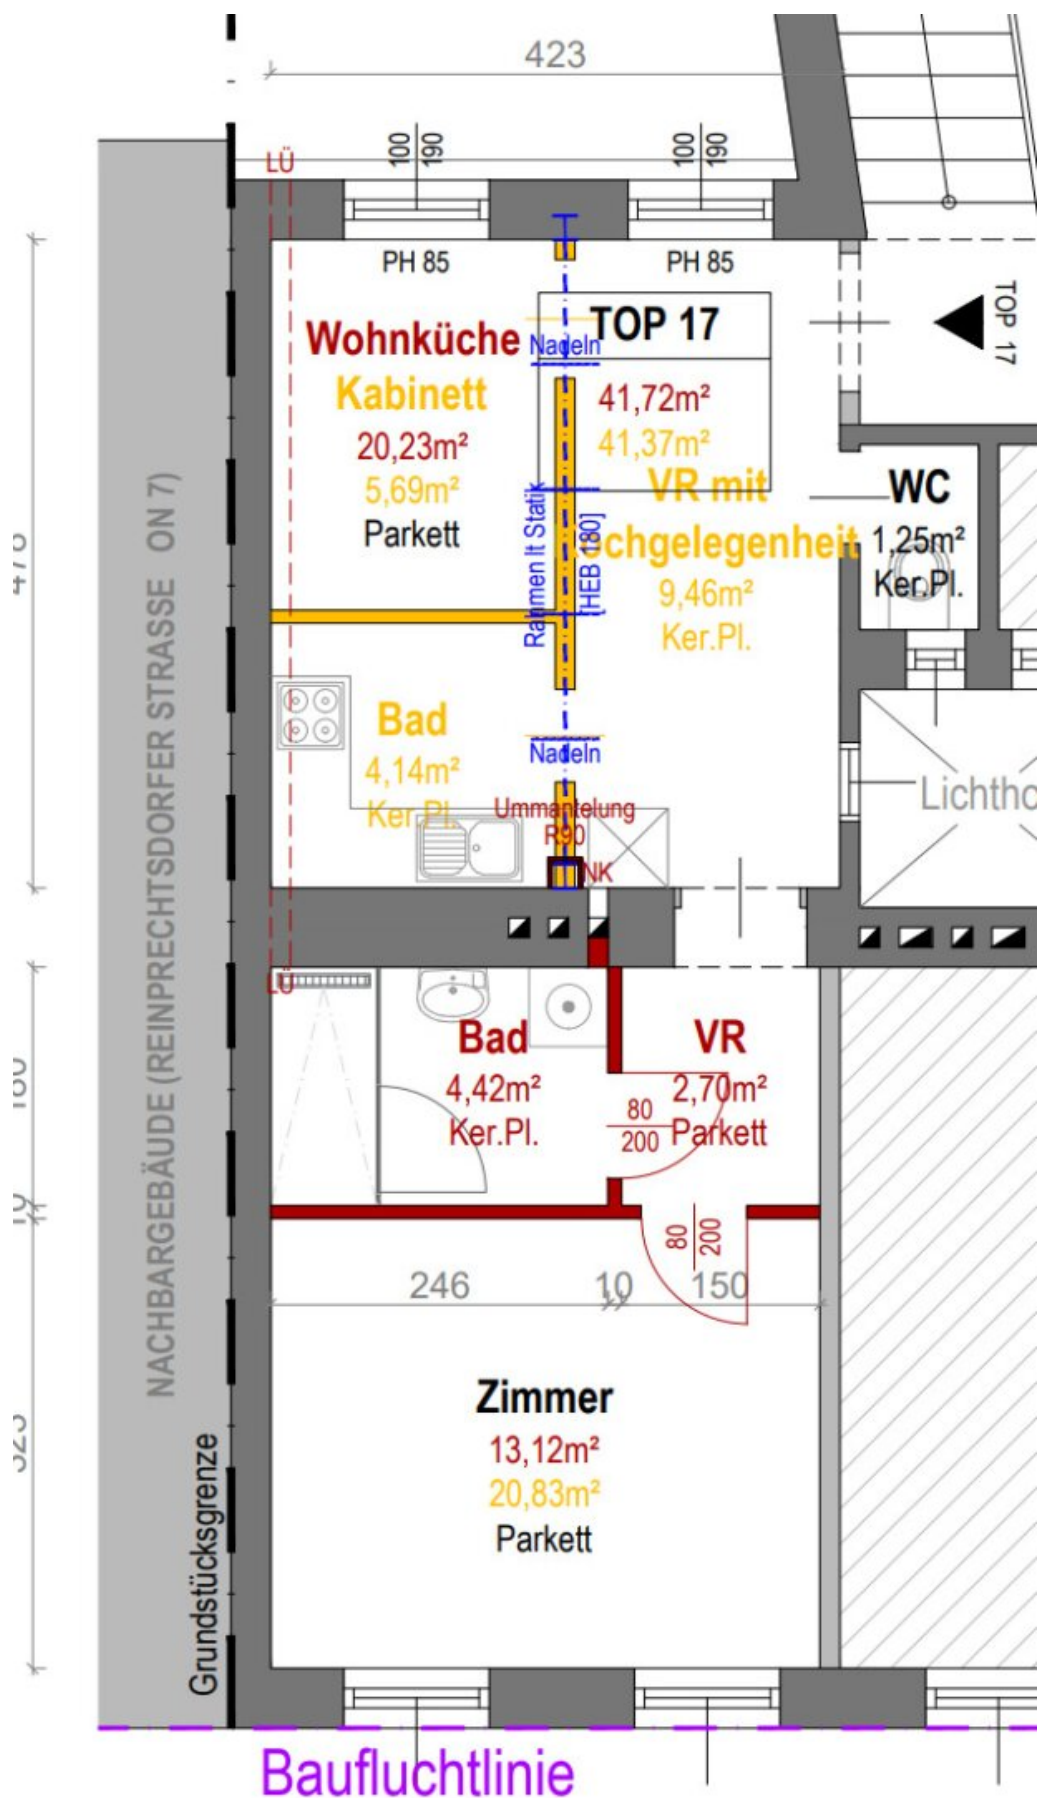 423
LÜ
100
190
100
190
PH 85
PH 85
TOP 17
Wohnküche
Nadeln
TOP 17
Kabinett
41,72m²
20,23m²
41,37m²
5,69m²
VR mit
WC
Parkett
chgelegenheit
1,25m²
Rahmen lt Statik
[HEB 180]
9,46m²
Ker.Pl.
Ker.Pl.
NACHBARGEBÄUDE (REINPRECHTSDORFER STRASSE ON 7)
Bad
Nadeln
4,14m²
Lichtho
Ker.Pl.
Ummantelung
R90
NK
LÜ
Bad
VR
4,42m²
2,70m²
Ker.Pl.
80
200
Parkett
80
200
246
10
150
Zimmer
13,12m²
20,83m²
Parkett
Grundstücksgrenze
Baufluchtlinie